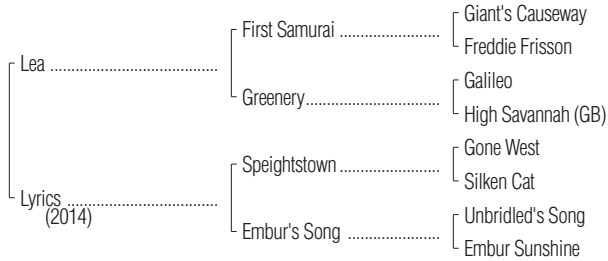 Giant's Causeway
First Samurai ........................
Freddie Frisson
Lea ........................................
Galileo
Greenery................................
High Savannah (GB)
Gone West
Speightstown ........................
Silken Cat
Lyrics ....................................
(2014)
Unbridled's Song
Embur's Song ......................
Embur Sunshine